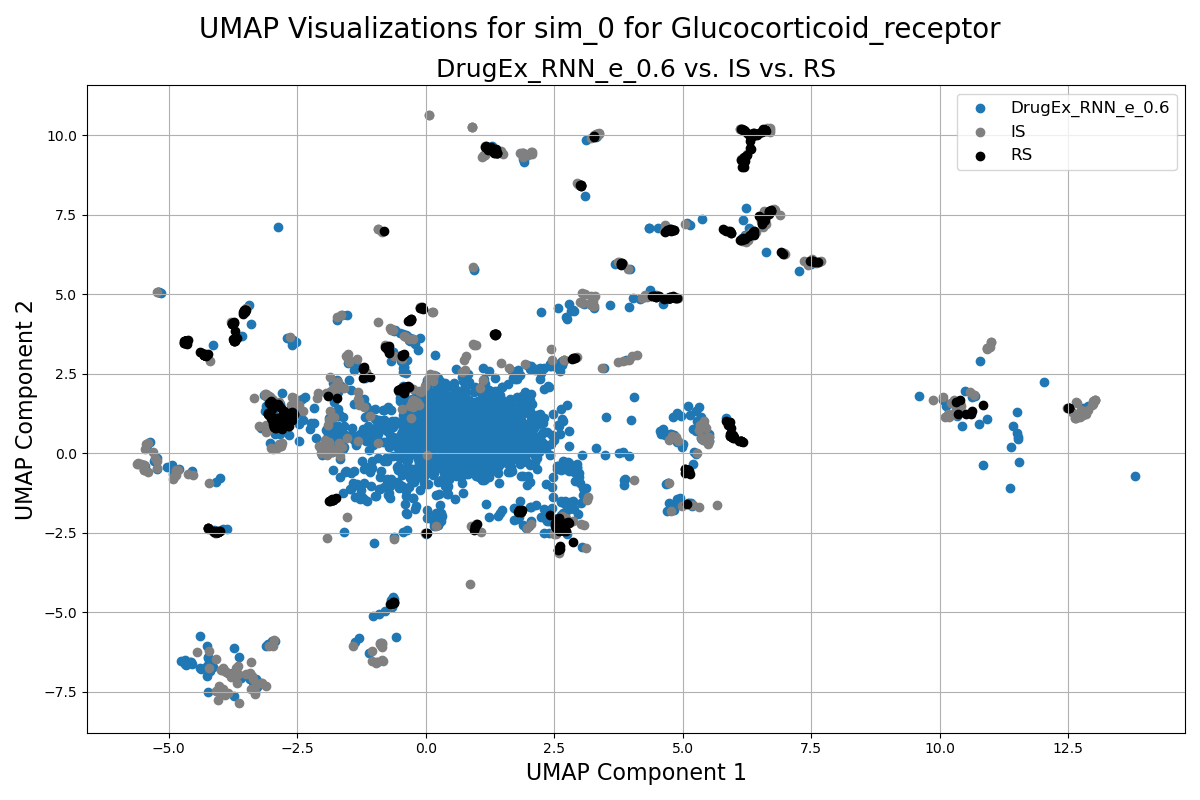 UMAP Visualizations for sim_0 for Glucocorticoid_receptor
DrugEx_RNN_e_0.6 vs. IS vs. RS
DrugEx_RNN_e_0.6
IS
RS
10.0
7.5
5.0
2.5
0.0
−2.5
−5.0
−7.5
UMAP Component 2
−5.0
−2.5
0.0
2.5
5.0
7.5
10.0
12.5
UMAP Component 1